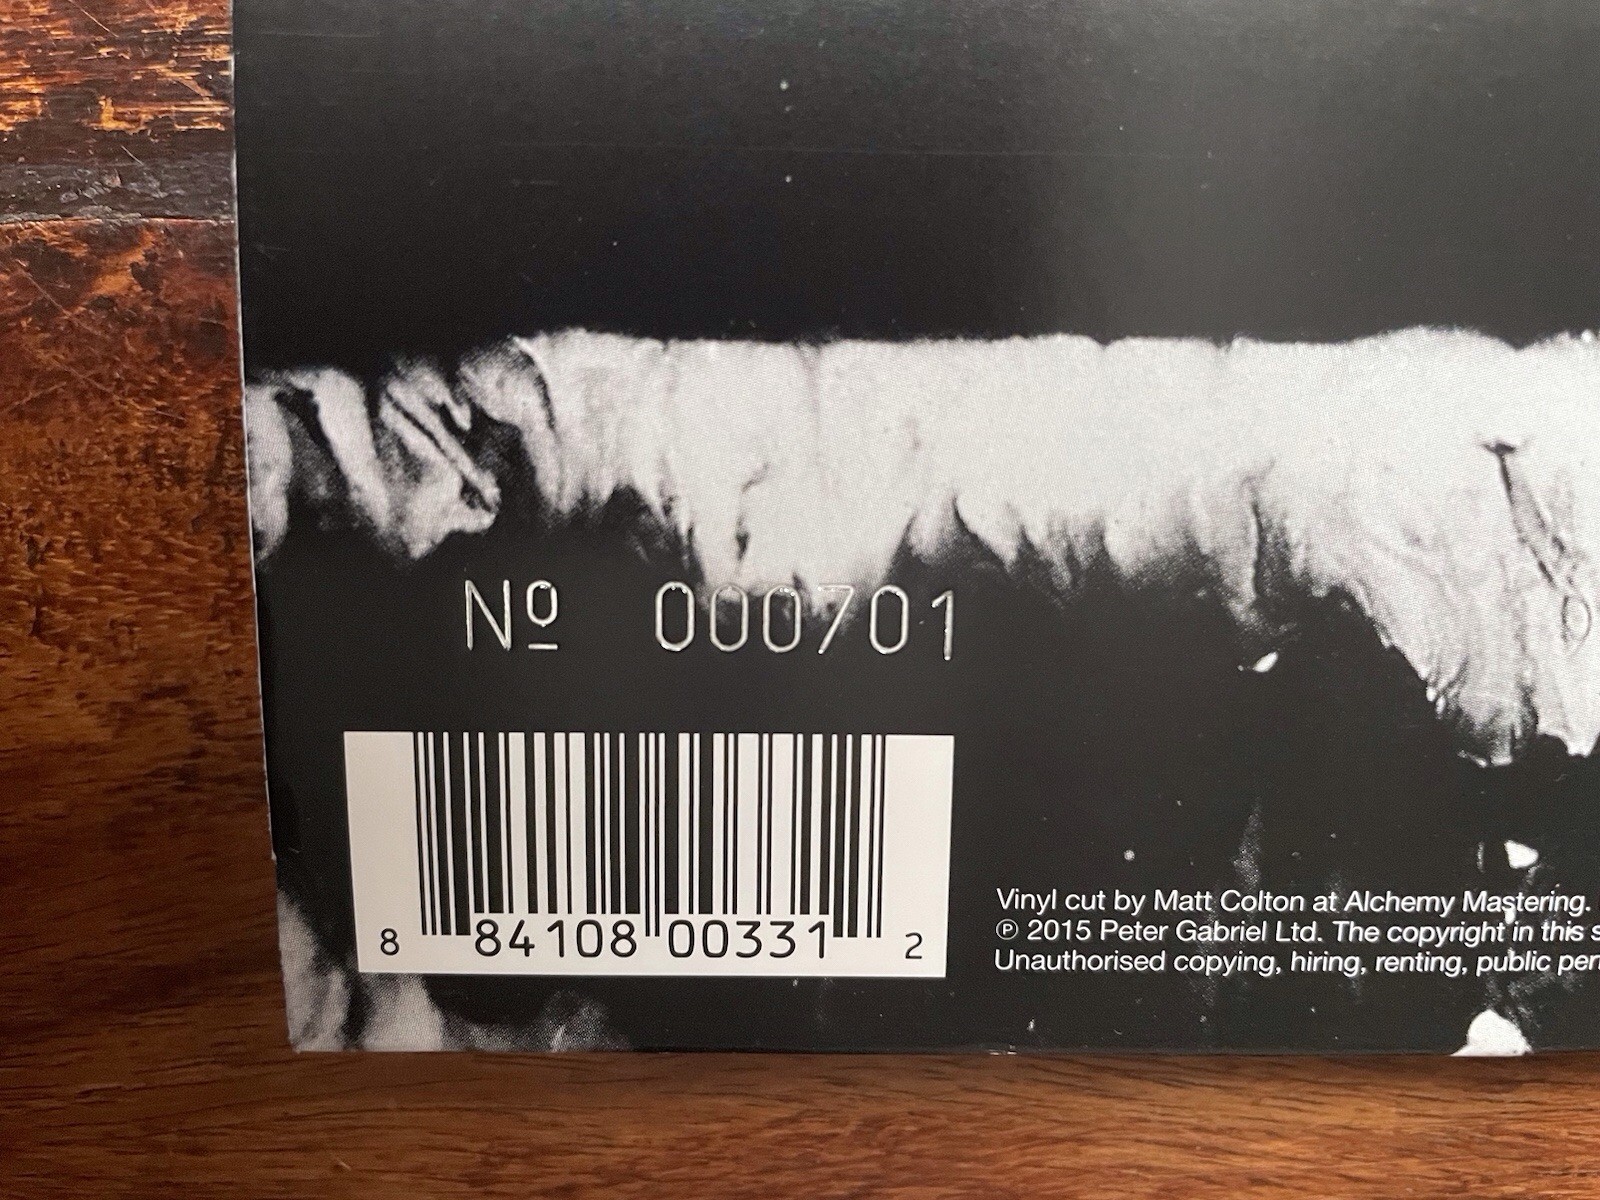 Nº 000701
8 84108 00331 2
Vinyl cut by Matt Colton at Alchemy Mastering.
℗ 2015 Peter Gabriel Ltd. The copyright in this
Unauthorised copying, hiring, renting, public